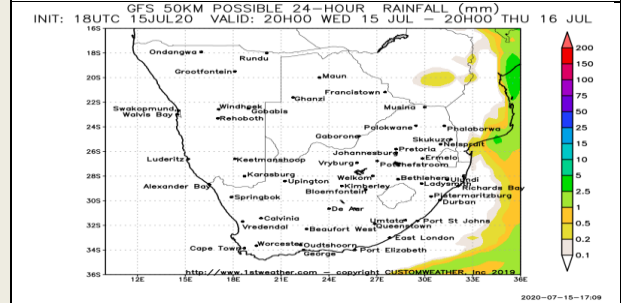 GFS 50KM POSSIBLE 24-HOUR RAINFALL (mm)
INIT: 18UTC 15JUL20 VALID: 20H00 WED 15 JUL - 20H00 THU 16 JUL
16S
18S
20S
22S
24S
26S
28S
30S
32S
34S
36S
Ondangwa
Rundu
Grootfontein
Maun
Francistown
Ghanzi
Musina
Swakopmund
Walvis Bay
Windhoek
Gobabis
Rehoboth
Polokwane
Phalaborwa
Gaborone
Skukuza
Nelspruit
Pretoria
Johannesburg
Ermelo
Luderitz
Keetmanshoop
Vryburg
Potchefstroom
Karasburg
Upington
Welkom
Bethlehem
Ulundi
Kimberley
Ladysmith
Alexander Bay
Bloemfontein
Richards Bay
Springbok
Pietermaritzburg
Durban
De Aar
Calvinia
Umtata
Port St Johns
Vredendal
Queenstown
Beaufort West
East London
Cape Town
Worcester
Oudtshoorn
George
Port Elizabeth
http://www.1stweather.com - copyright CUSTOMWEATHER, Inc 2019
12E 15E 18E 21E 24E 27E 30E 33E 36E
200
150
100
75
50
25
15
10
5
2.5
1
0.5
0.2
0.1
2020-07-15-17:09